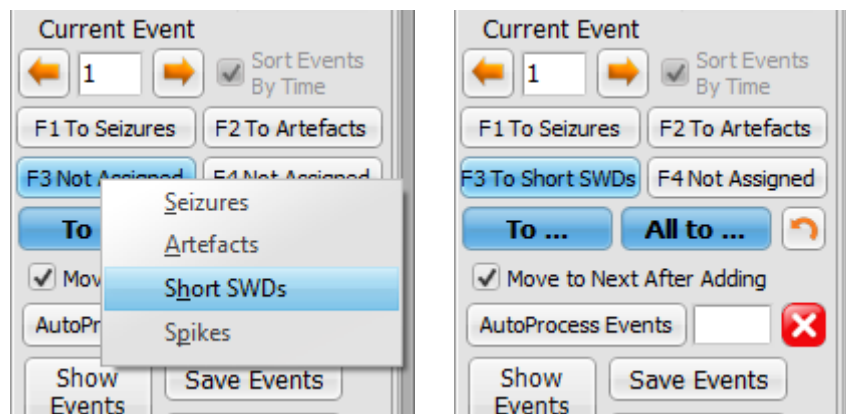 Current Event
1
Sort Events
By Time
F1 To Seizures
F2 To Artefacts
F3 Not Assigned
F4 Not Assigned
Seizures
Artefacts
Short SWDs
Spikes
To
Mov
AutoPr
Show
Events
Save Events
Current Event
1
Sort Events
By Time
F1 To Seizures
F2 To Artefacts
F3 To Short SWDs
F4 Not Assigned
To ...
All to ...
Move to Next After Adding
AutoProcess Events
Show
Events
Save Events